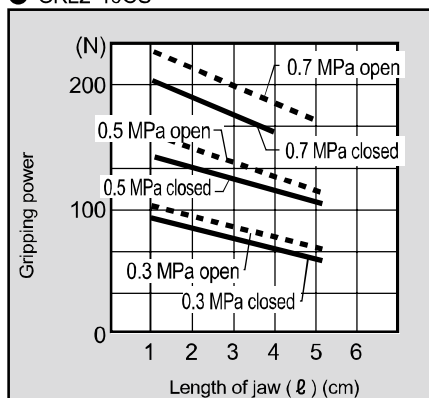 (N)
200
0.7 MPa open
0.5 MPa open
0.7 MPa closed
0.5 MPa closed
100
0.3 MPa open
0.3 MPa closed
0
1 2 3 4 5 6
Gripping power
Length of jaw ( ℓ ) (cm)